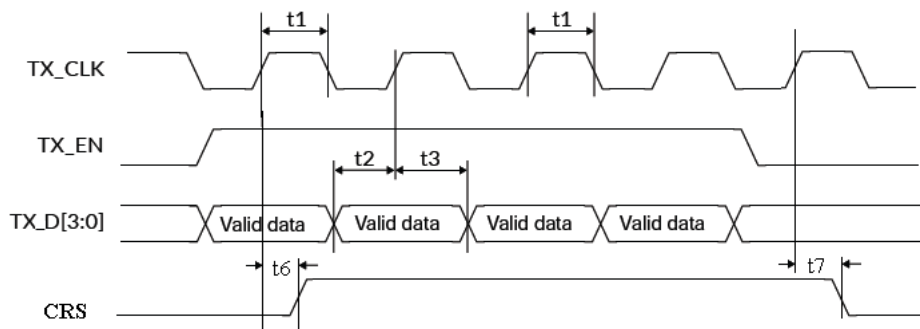 t1 t1
TX_CLK
TX_EN
t2 t3
TX_D[3:0] Valid data Valid data Valid data Valid data
t6 t7
CRS